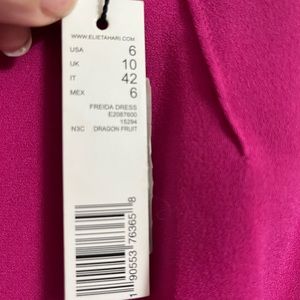 WWW.ELIETAHARI.COM
USA 6
UK 10
IT 42
MEX 6
FREIDA DRESS
E2087600
15294
N3C DRAGON FRUIT
1 90553 76365 8